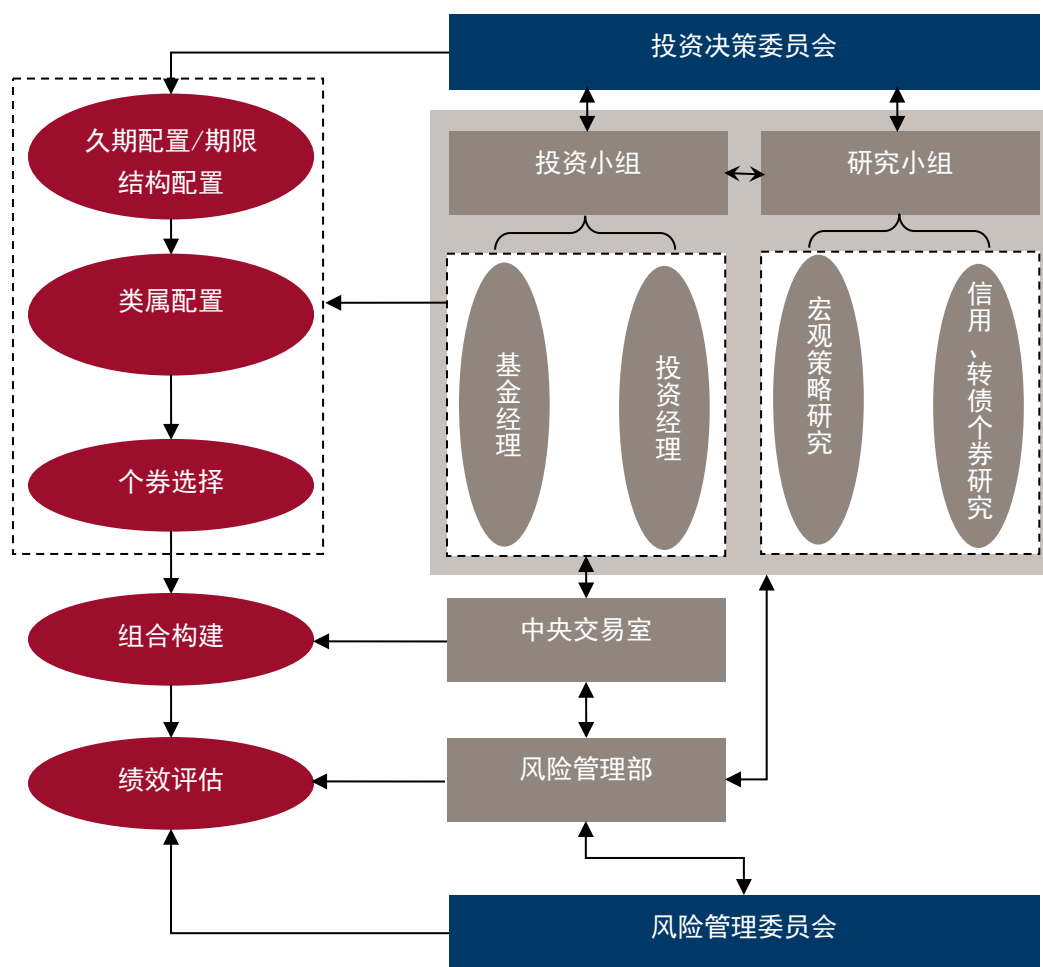 投资决策委员会
久期配置/期限
结构配置
投资小组
研究小组
类属配置
基金经理
投资经理
宏观策略研究
信用、转债个券研究
个券选择
组合构建
中央交易室
绩效评估
风险管理部
风险管理委员会